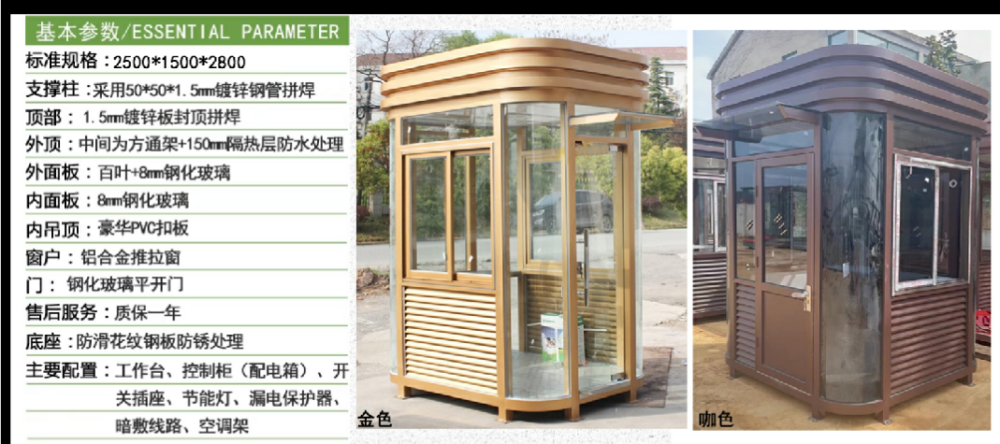 基本参数/ESSENTIAL PARAMETER
标准规格:2500*1500*2800
支撑柱:采用50*50*1.5mm镀锌钢管拼焊
顶部:1.5mm镀锌板封顶拼焊
外顶:中间为方通架+150mm隔热层防水处理
外面板:百叶+8mm钢化玻璃
内面板:8mm钢化玻璃
内吊顶:豪华PVC扣板
窗户:铝合金推拉窗
门:钢化玻璃平开门
售后服务:质保一年
底座:防滑花纹钢板防锈处理
主要配置:工作台、控制柜(配电箱)、开
关插座、节能灯、漏电保护器、
暗敷线路、空调架
金色
咖色